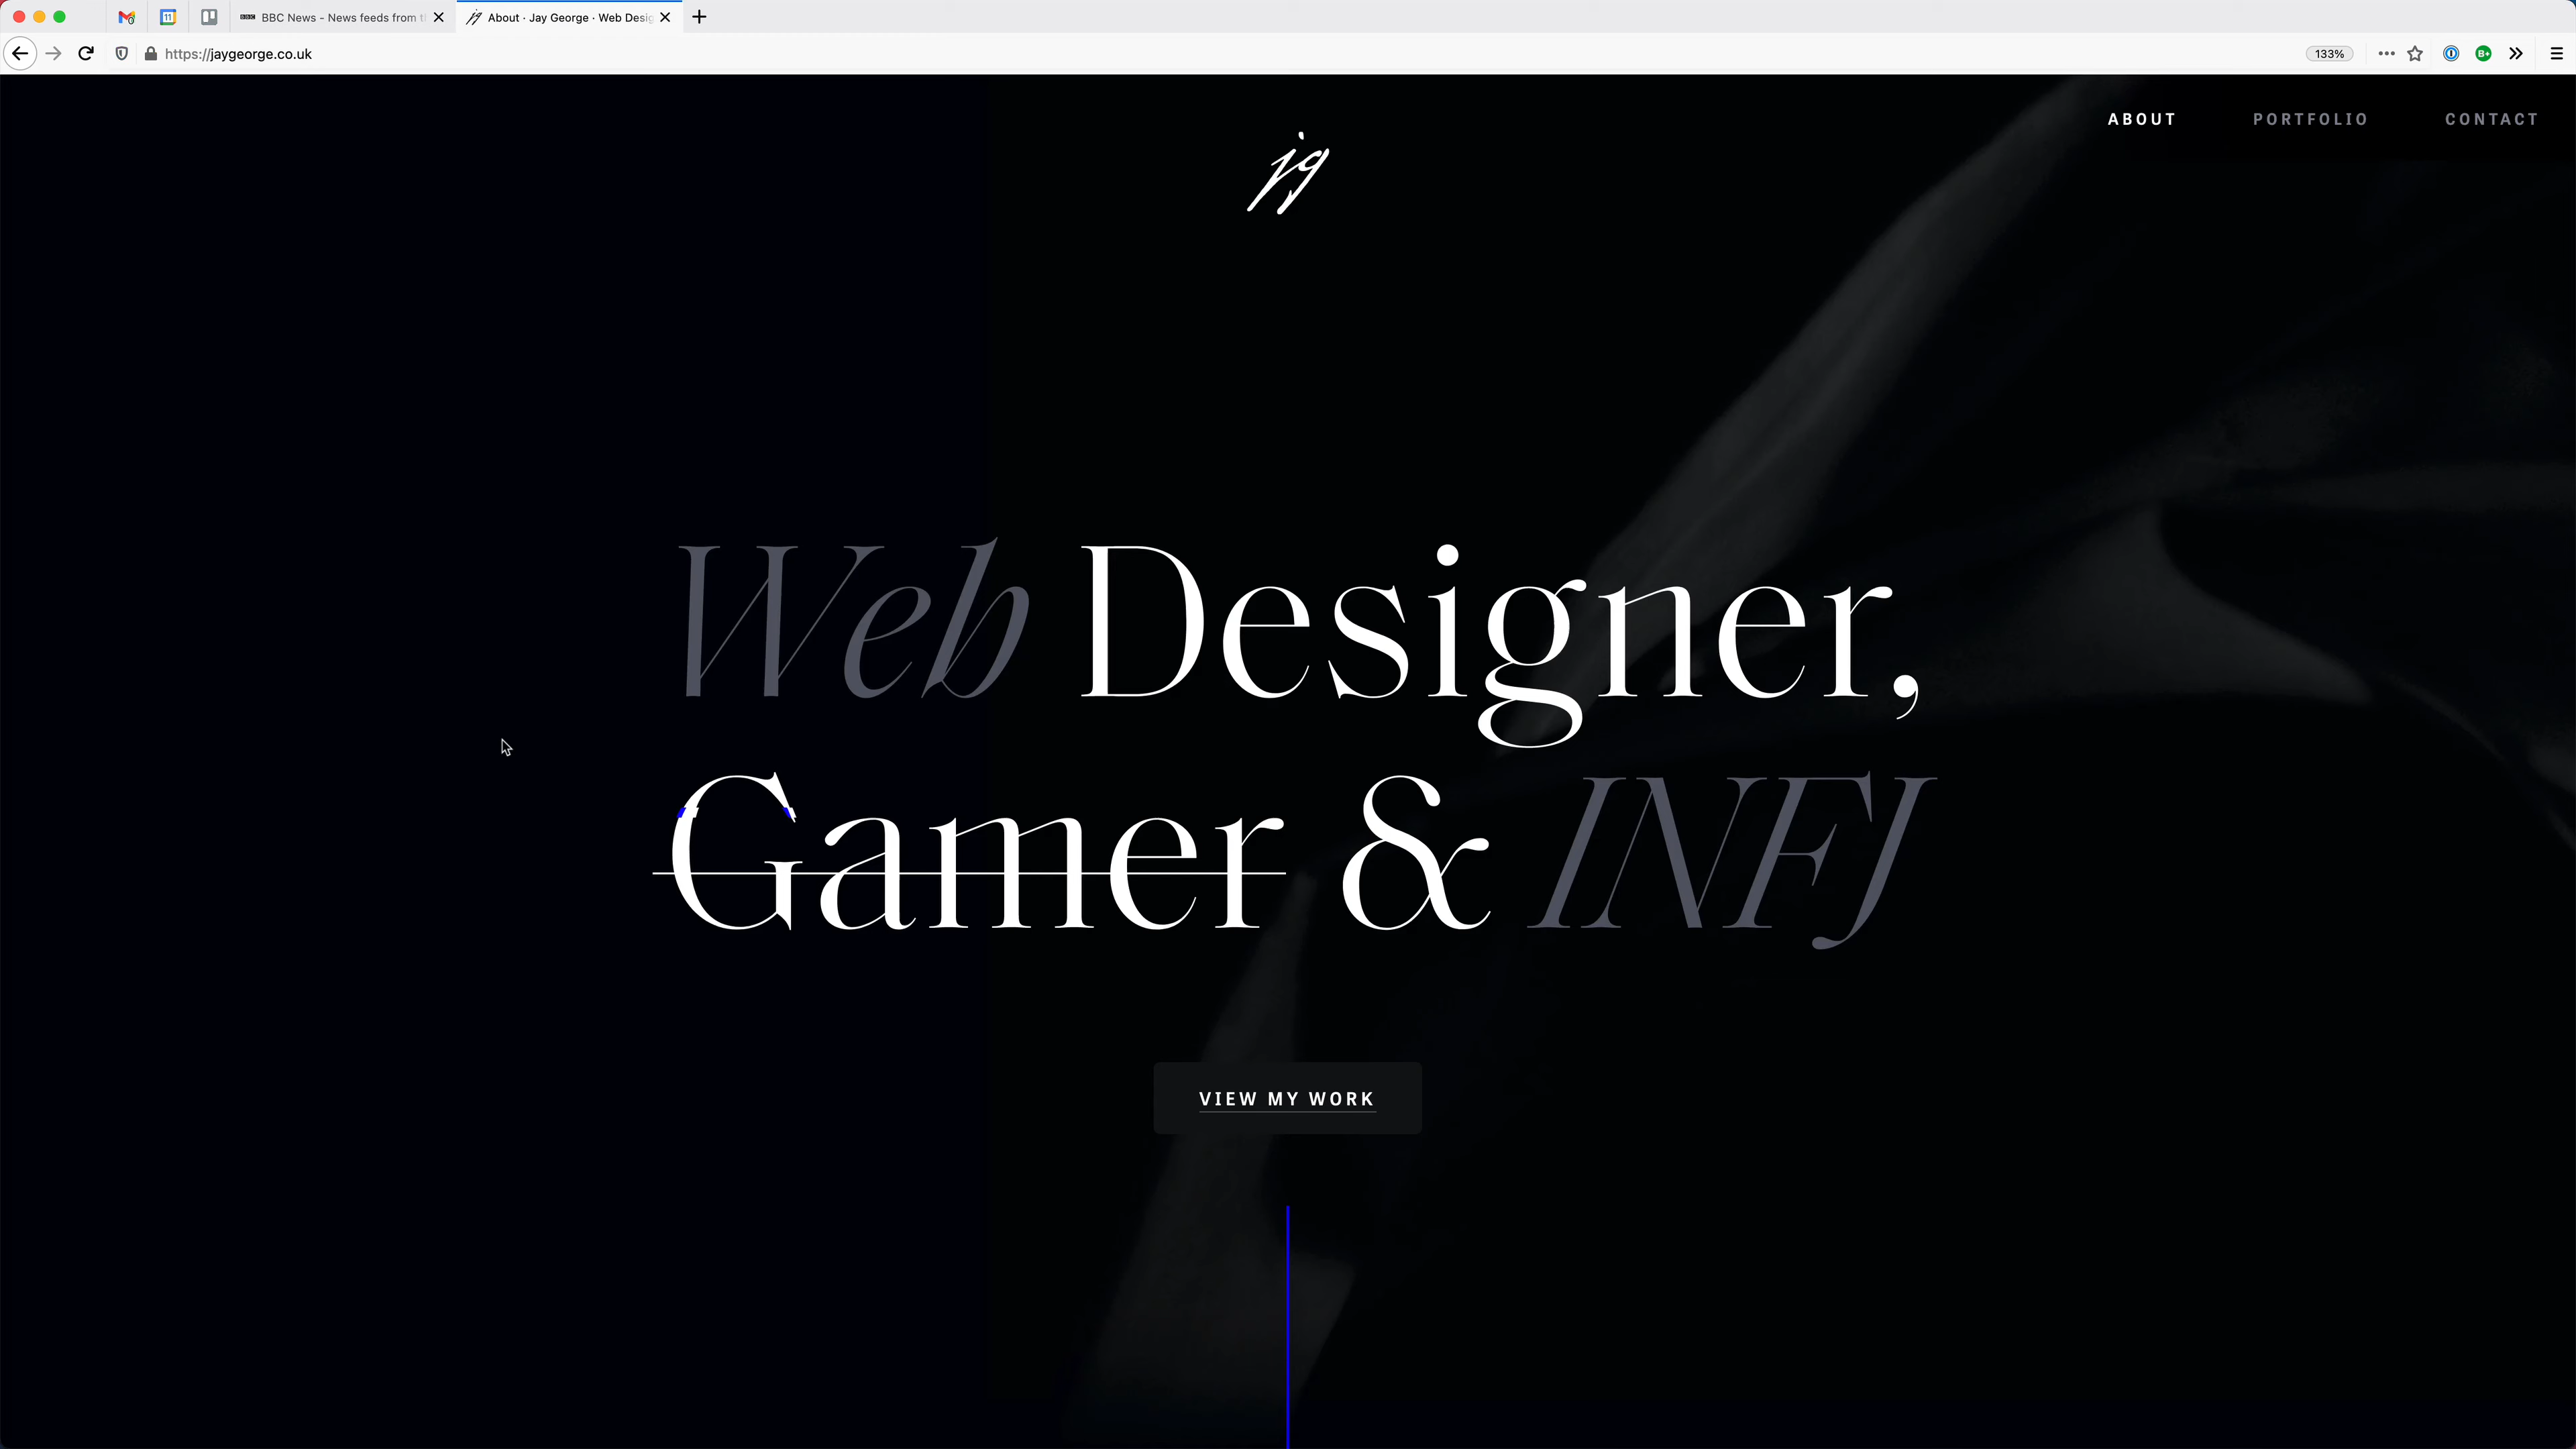 BBC News - News feeds from t
About · Jay George · Web Desig
https://jaygeorge.co.uk
133%
ABOUT PORTFOLIO CONTACT
jg
Web Designer,
Gamer & INFJ
VIEW MY WORK